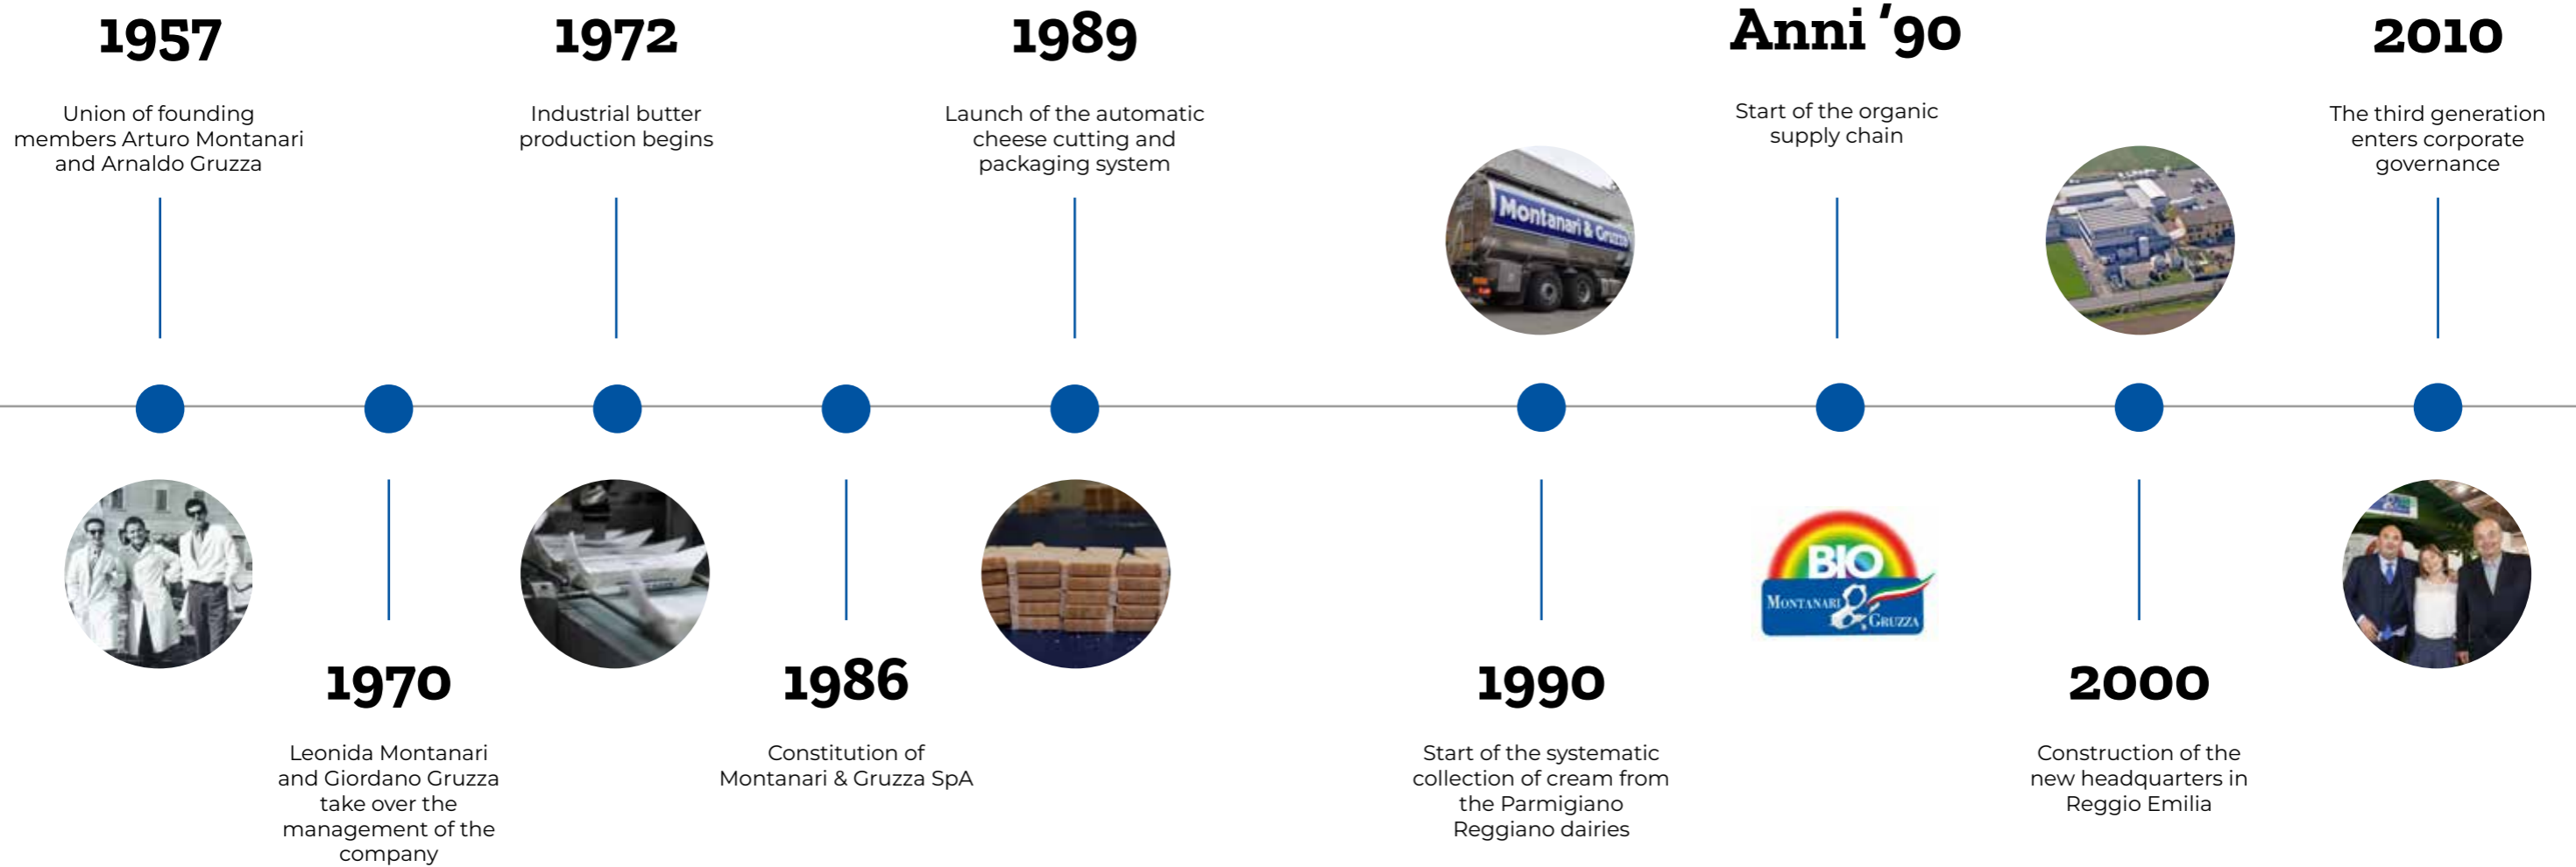 1957
Union of founding
members Arturo Montanari
and Arnaldo Gruzza
1970
Leonida Montanari
and Giordano Gruzza
take over the
management of the
company
1972
Industrial butter
production begins
1986
Constitution of
Montanari & Gruzza SpA
1989
Launch of the automatic
cheese cutting and
packaging system
Montanari & Gruzza
1990
Start of the systematic
collection of cream from
the Parmigiano
Reggiano dairies
Anni '90
Start of the organic
supply chain
BIO
MONTANARI &
GRUZZA
2000
Construction of the
new headquarters in
Reggio Emilia
2010
The third generation
enters corporate
governance